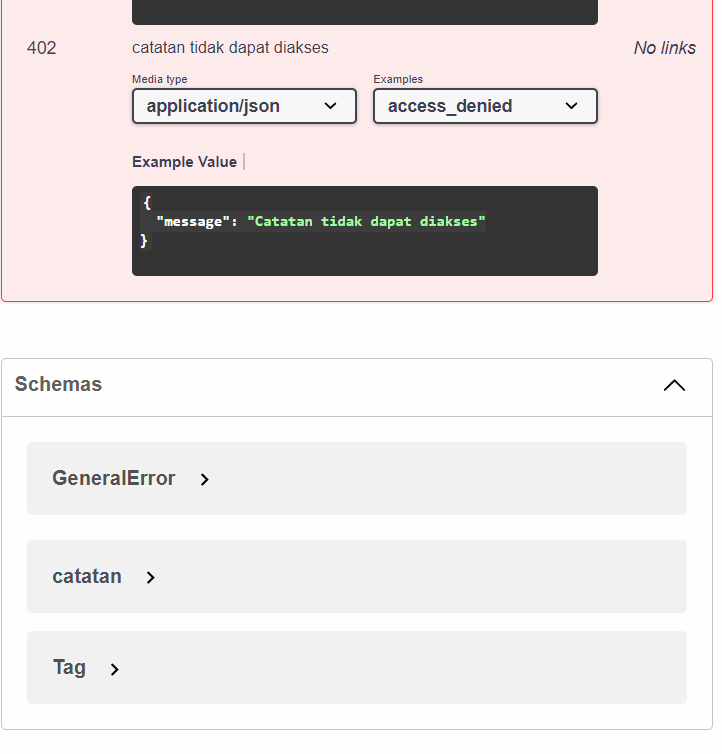 402 catatan tidak dapat diakses No links
Media type Examples
application/json access_denied
Example Value
{
"message": "Catatan tidak dapat diakses"
}
Schemas
GeneralError
catatan
Tag